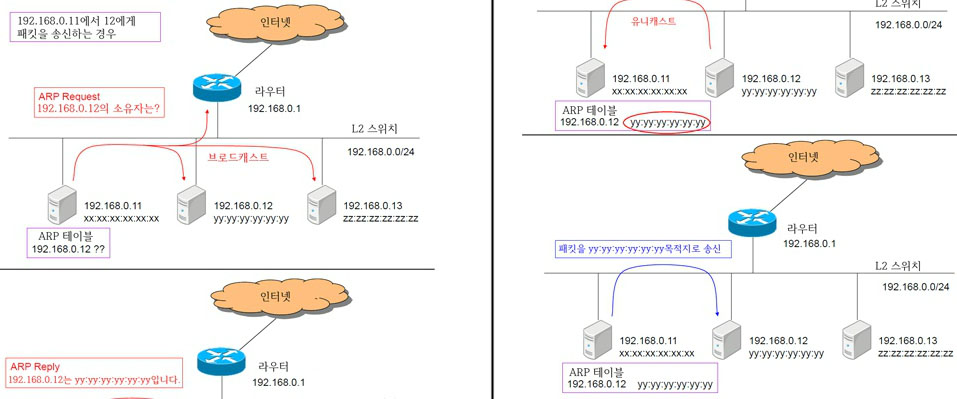 192.168.0.11에서 12에게
패킷을 송신하는 경우
인터넷
라우터
192.168.0.1
ARP Request
192.168.0.12의 소유자는?
L2 스위치
192.168.0.0/24
브로드캐스트
192.168.0.11
xx:xx:xx:xx:xx:xx
192.168.0.12
yy:yy:yy:yy:yy:yy
192.168.0.13
zz:zz:zz:zz:zz:zz
ARP 테이블
192.168.0.12 ??
인터넷
라우터
192.168.0.1
ARP Reply
192.168.0.12는 yy:yy:yy:yy:yy:yy입니다.
L2 스위치
192.168.0.0/24
유니캐스트
192.168.0.11
xx:xx:xx:xx:xx:xx
192.168.0.12
yy:yy:yy:yy:yy:yy
192.168.0.13
zz:zz:zz:zz:zz:zz
ARP 테이블
192.168.0.12 yy:yy:yy:yy:yy:yy
인터넷
라우터
192.168.0.1
패킷을 yy:yy:yy:yy:yy:yy목적지로 송신
L2 스위치
192.168.0.0/24
192.168.0.11
xx:xx:xx:xx:xx:xx
192.168.0.12
yy:yy:yy:yy:yy:yy
192.168.0.13
zz:zz:zz:zz:zz:zz
ARP 테이블
192.168.0.12 yy:yy:yy:yy:yy:yy